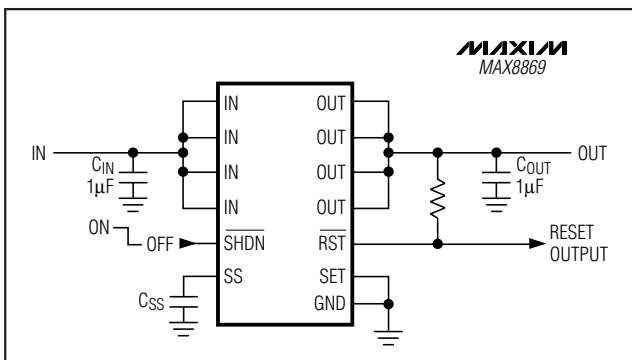 MAXIM
MAX8869
IN OUT
IN OUT
IN IN OUT OUT
CIN 1µF
COUT 1µF
IN OUT
ON OFF SHDN RST RESET OUTPUT
SS SET
CSS GND